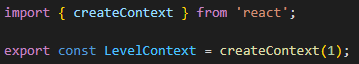 import { createContext } from 'react';
export const LevelContext = createContext(1);